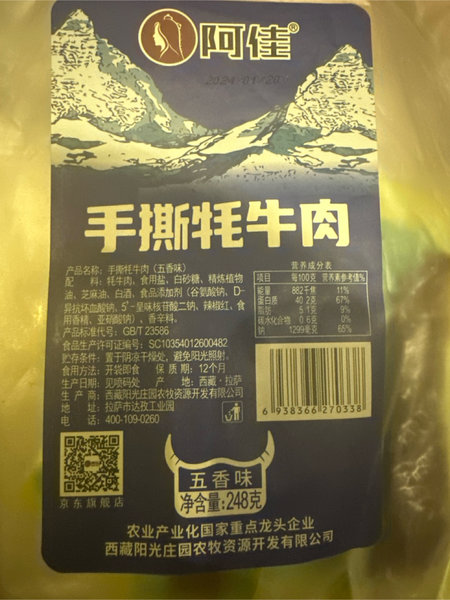 阿佳®
2024/01/20
手撕牦牛肉
产品名称：手撕牦牛肉（五香味）
配 料：牦牛肉、食用盐、白砂糖、精炼植物
油、芝麻油、白酒、食品添加剂（谷氨酸钠、D-
异抗坏血酸钠、5'-呈味核苷酸二钠、辣椒红、食
用香精、亚硝酸钠）、香辛料。
产品标准代号：GB/T 23586
食品生产许可证编号：SC10354012600482
贮存条件：置于阴凉干燥处，避免阳光照射。
食用方法：开袋即食 保 质 期：12个月
生产日期：见喷码处 产 地：西藏·拉萨
生 产 商：西藏阳光庄园农牧资源开发有限公司
地 址：拉萨市达孜工业园
电 话：400-109-0260
营养成分表
项目 每100克 营养素参考值%
能量 882千焦 11%
蛋白质 40.2克 67%
脂肪 5.1克 9%
碳水化合物 0.6克 0%
钠 1299毫克 65%
6 938366 270338
京东旗舰店
五香味
净含量:248克
农业产业化国家重点龙头企业
西藏阳光庄园农牧资源开发有限公司